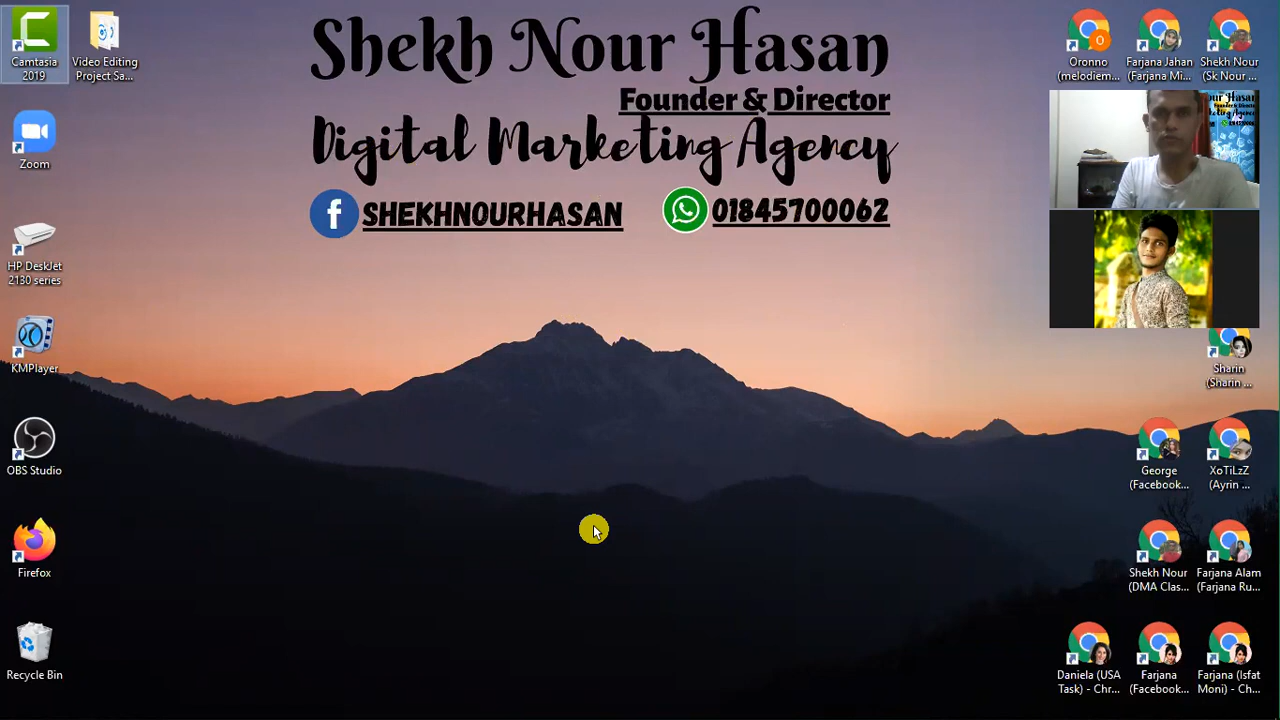 Shekh Nour Hasan
Founder & Director
Digital Marketing Agency
f SHEKHNOURHASAN
01845700062
Camtasia
2019
Video Editing
Project Sa...
Zoom
HP DeskJet
2130 series
KMPlayer
OBS Studio
Firefox
Recycle Bin
O
Oronno
(melodiem...
Farjana Jahan
(Farjana Mi...
Shekh Nour
(Sk Nour ...
Sharin
(Sharin ...
George
(Facebook...
XoTiLzZ
(Ayrin ...
Shekh Nour
(DMA Clas...
Farjana Alam
(Farjana Ru...
Daniela (USA
Task) - Chr...
Farjana
(Facebook...
Farjana (Isfat
Moni) - Ch...